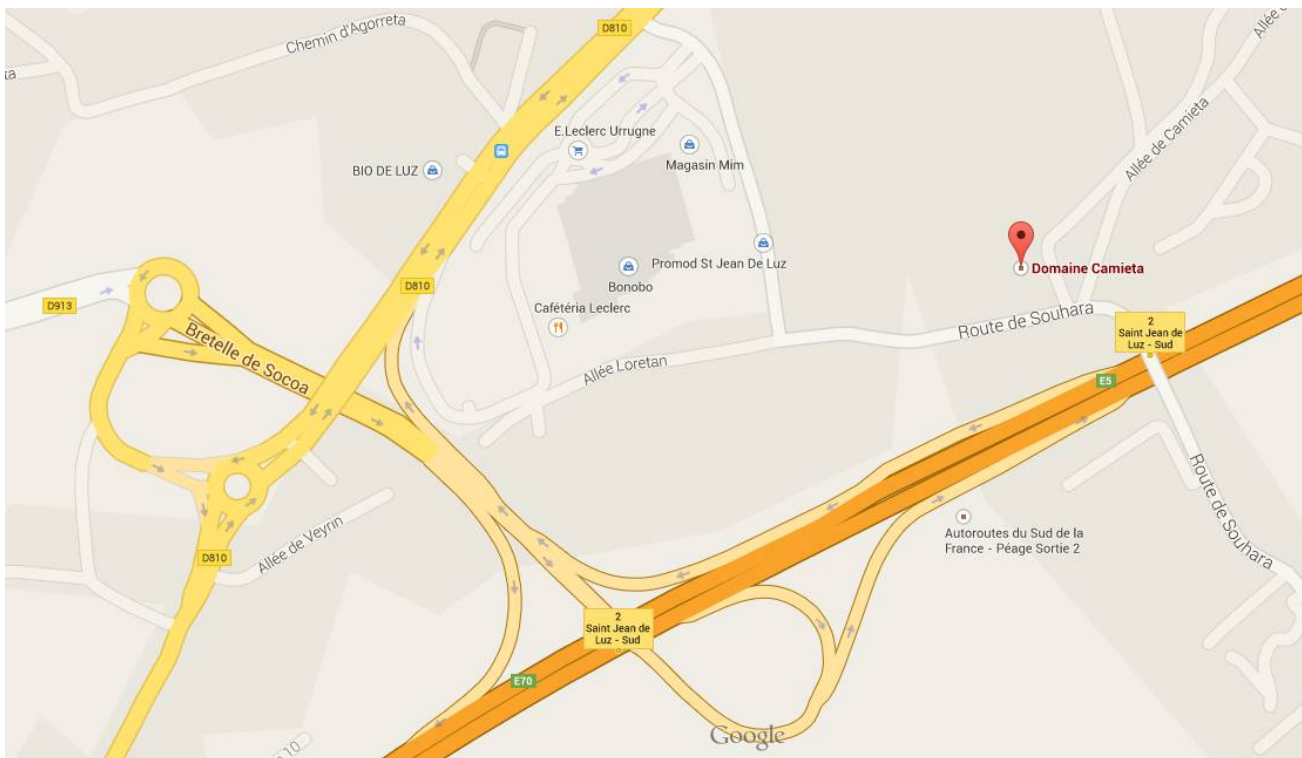 D810
Chemin d'Agorreta
Allée d
ta
E.Leclerc Urrugne
Magasin Mim
BIO DE LUZ
Allée de Camieta
Promod St Jean De Luz
Bonobo
Domaine Camieta
D810
D913
Cafétéria Leclerc
Bretelle de Socoa
Route de Souhara
2
Saint Jean de
Luz - Sud
Allée Loretan
E5
Route de Souhara
Autoroutes du Sud de la
France - Péage Sortie 2
Allée de Veyrin
D810
2
Saint Jean de
Luz - Sud
E70
Google
10